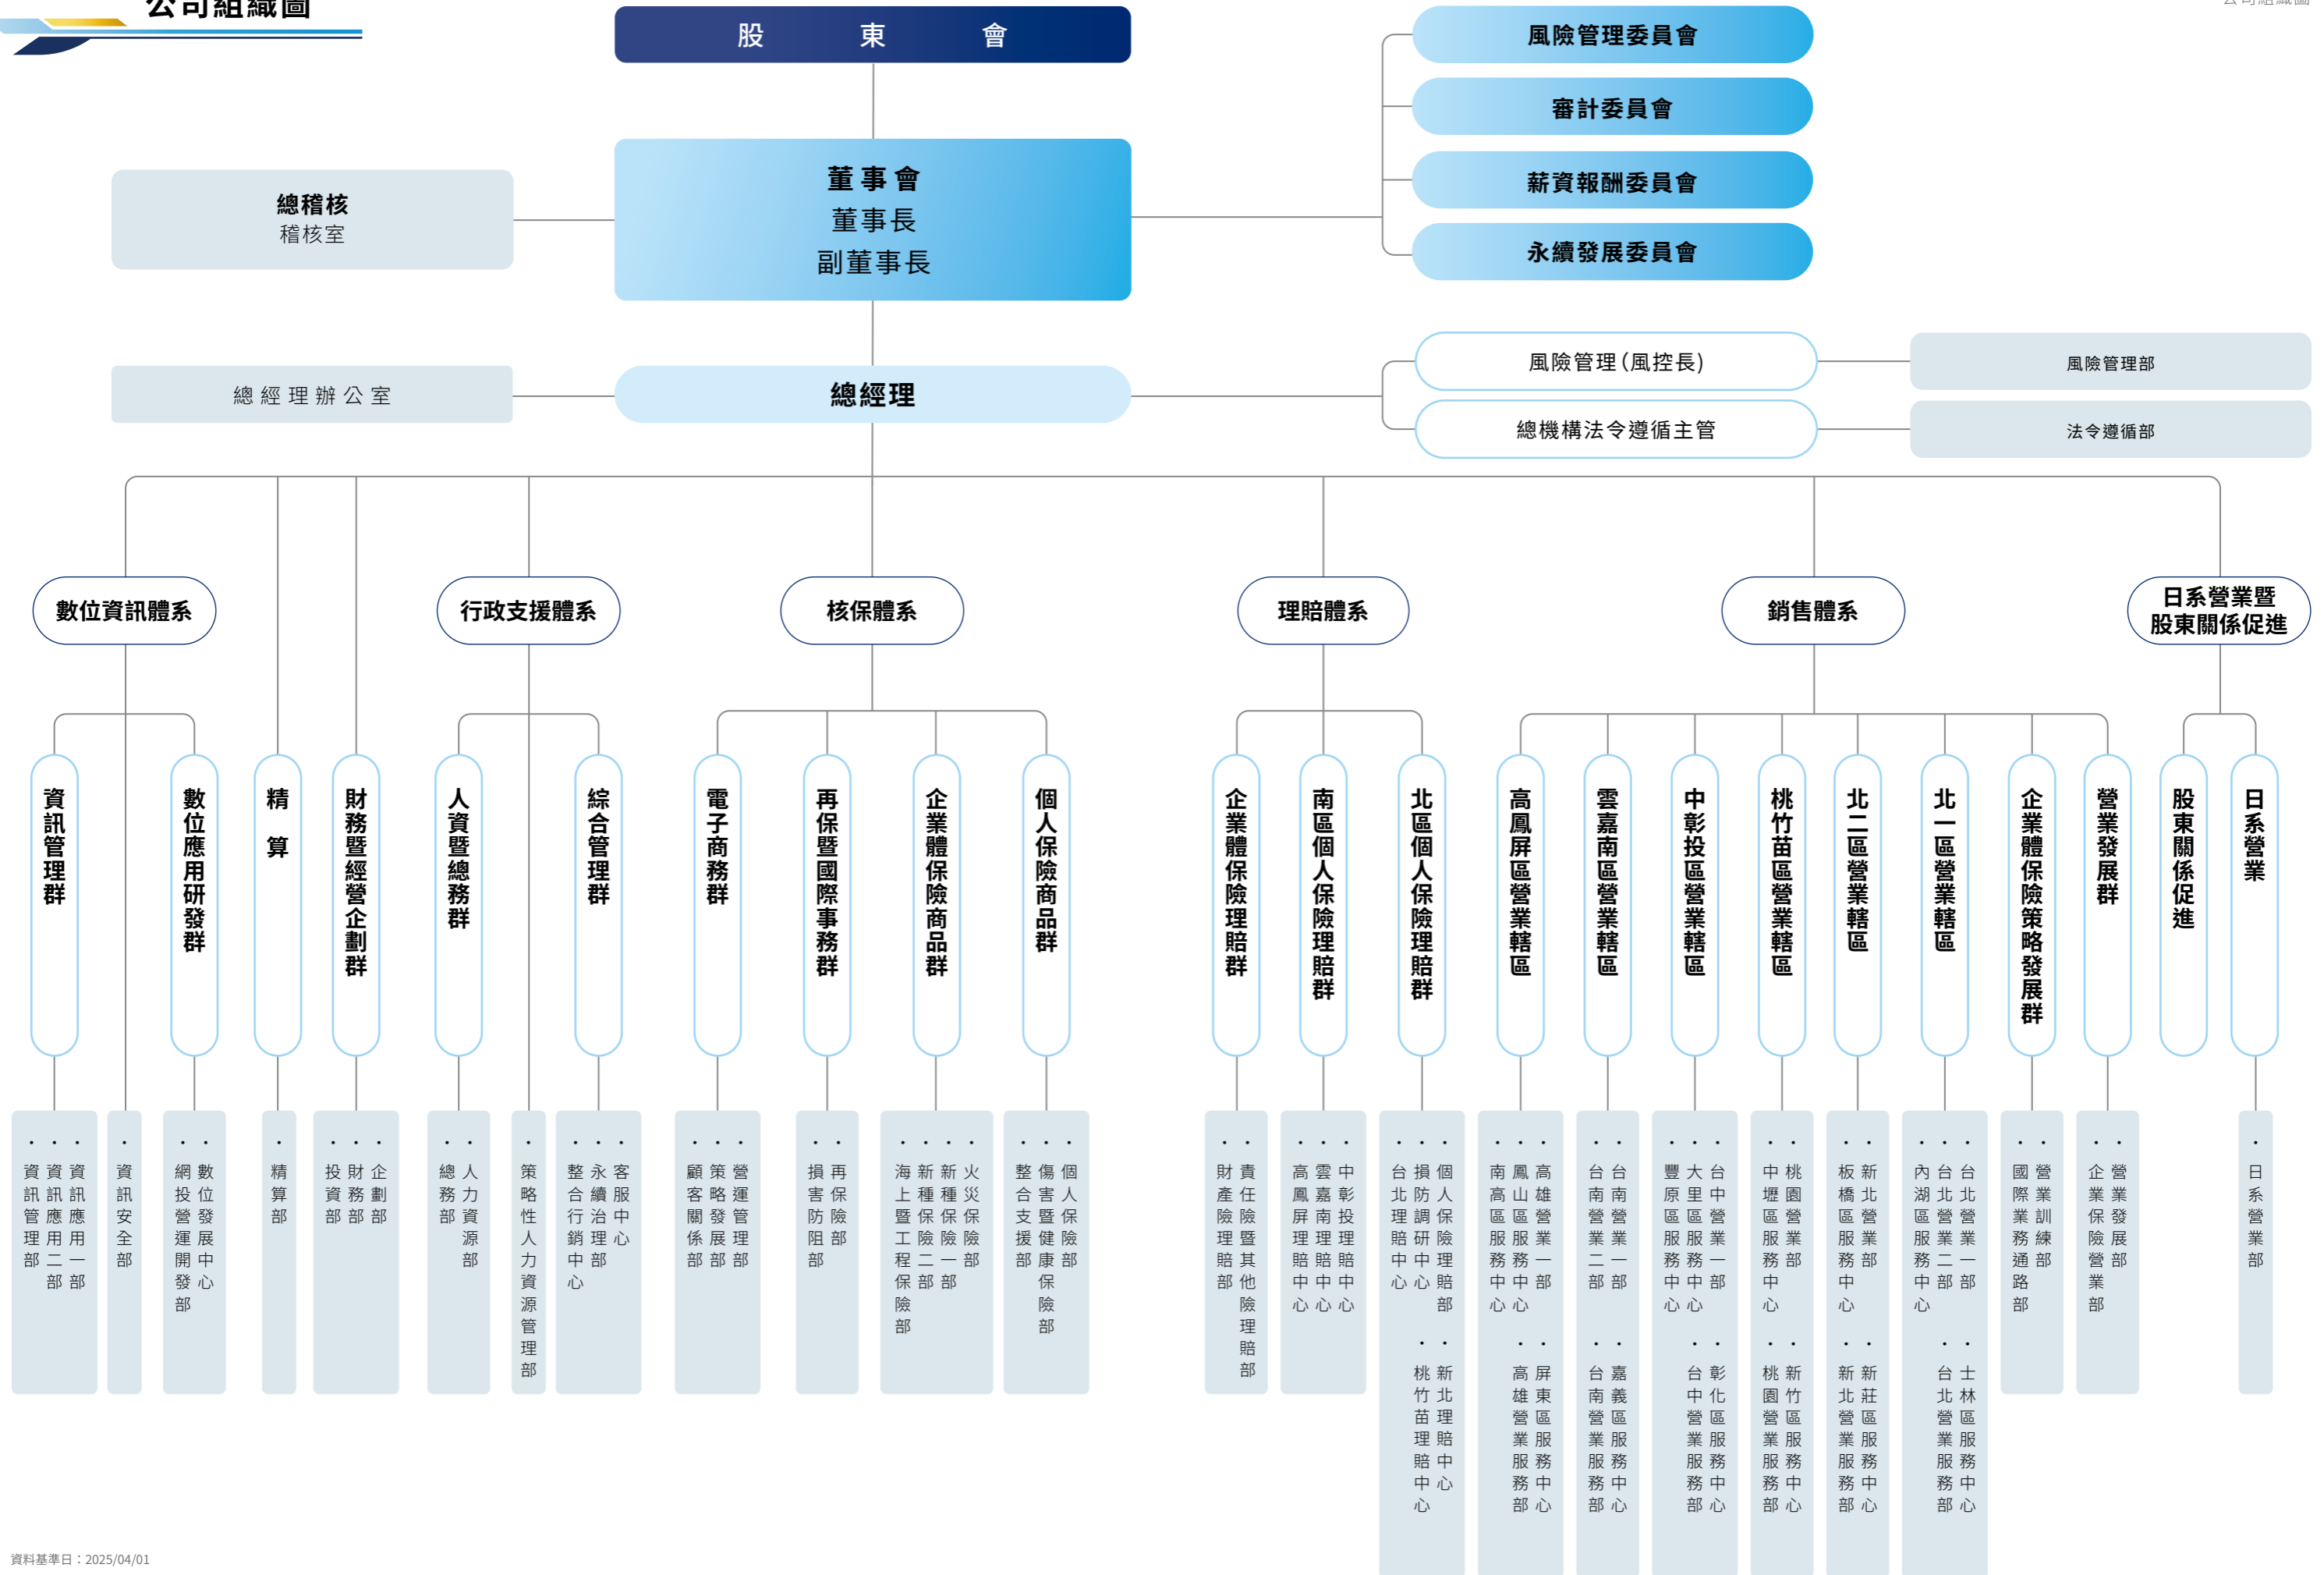 公司組織圖
公司組織圖
股東會
風險管理委員會
審計委員會
薪資報酬委員會
永續發展委員會
董事會
董事長
副董事長
總稽核
稽核室
總經理辦公室
總經理
風險管理(風控長)
風險管理部
總機構法令遵循主管
法令遵循部
數位資訊體系
行政支援體系
核保體系
理賠體系
銷售體系
日系營業暨
股東關係促進
資訊管理群
數位應用研發群
精算
財務暨經營企劃群
人資暨總務群
綜合管理群
電子商務群
再保暨國際事務群
企業體保險商品群
個人保險商品群
企業體保險理賠群
南區個人保險理賠群
北區個人保險理賠群
高鳳屏區營業轄區
雲嘉南區營業轄區
中彰投區營業轄區
桃竹苗區營業轄區
北二區營業轄區
北一區營業轄區
企業體保險策略發展群
營業發展群
股東關係促進
日系營業
・資訊應用一部
・資訊應用二部
・資訊管理部
・資訊安全部
・數位發展中心
・網投營運開發部
・精算部
・企劃部
・財務部
・投資部
・人力資源部
・總務部
・策略性人力資源管理部
・客服中心
・永續治理部
・整合行銷中心
・營運管理部
・策略發展部
・顧客關係部
・再保險部
・損害防阻部
・火災保險部
・新種保險一部
・新種保險二部
・海上暨工程保險部
・個人保險部
・傷害暨健康保險部
・整合支援部
・責任險暨其他險理賠部
・財產險理賠部
・中彰投理賠中心
・雲嘉南理賠中心
・高鳳屏理賠中心
・個人保險理賠部
・損防調研中心
・台北理賠中心
・新北理賠中心
・桃竹苗理賠中心
・高雄營業一部
・鳳山區服務中心
・南高區服務中心
・屏東區服務中心
・高雄營業服務部
・台南營業一部
・台南營業二部
・嘉義區服務中心
・台南營業服務部
・台中營業一部
・大里區服務中心
・豐原區服務中心
・彰化區服務中心
・台中營業服務部
・桃園營業部
・中壢區服務中心
・新竹區服務中心
・桃園營業服務部
・新北營業部
・板橋區服務中心
・新莊區服務中心
・新北營業服務部
・台北營業一部
・台北營業二部
・內湖區服務中心
・士林區服務中心
・台北營業服務部
・營業訓練部
・國際業務通路部
・營業發展部
・企業保險營業部
・日系營業部
資料基準日：2025/04/01